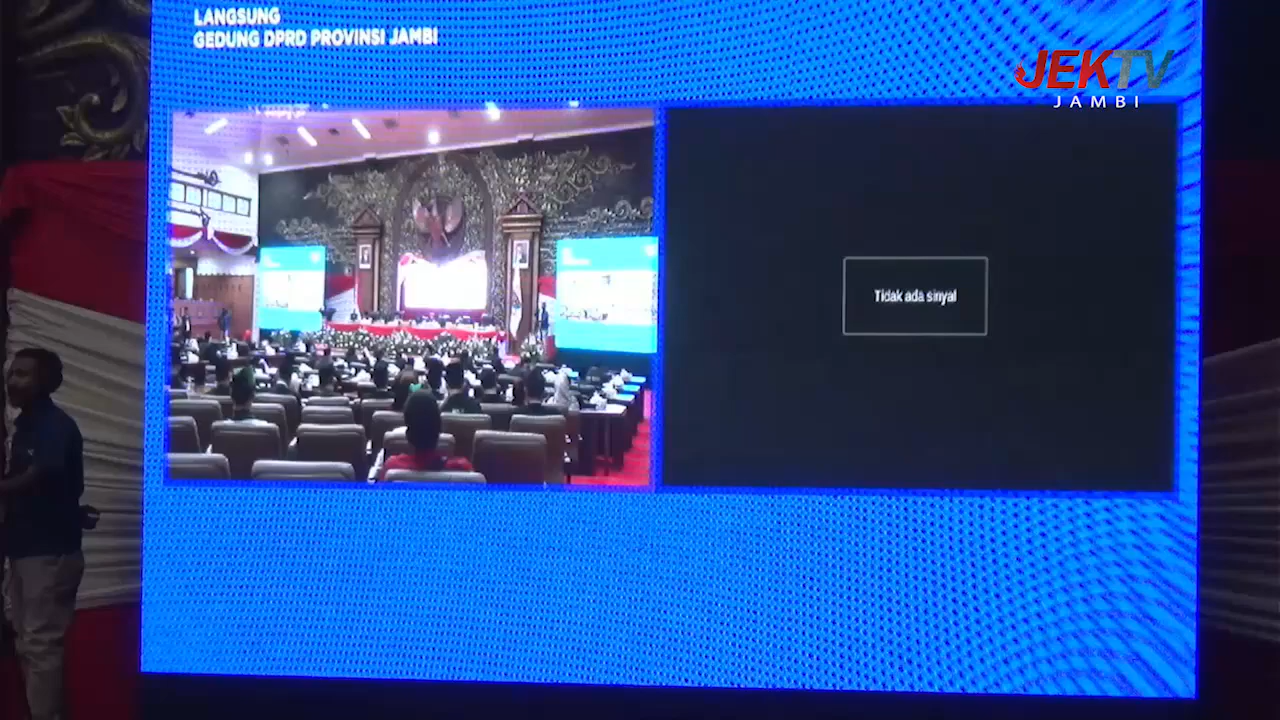 LANGSUNG
GEDUNG DPRD PROVINSI JAMBI
JEKTV
JAMBI
Tidak ada sinyal